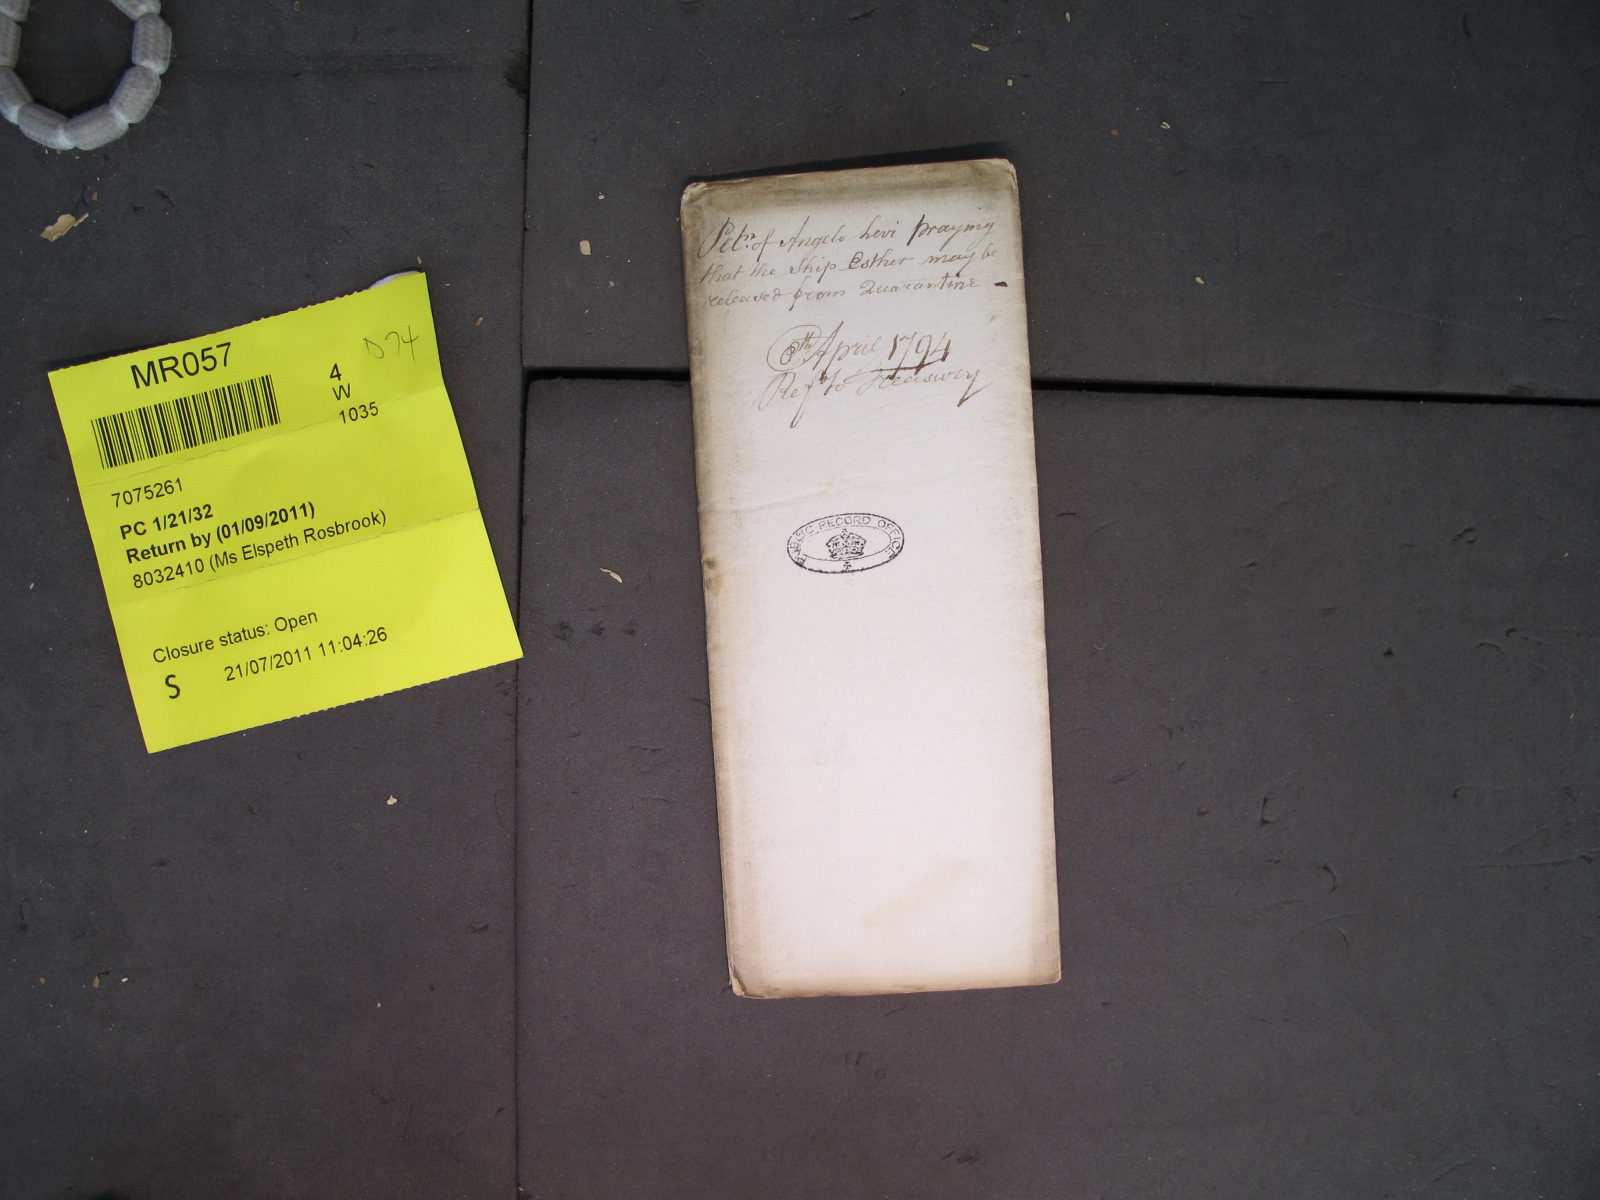 MR057
D74
4
W
1035
7075261
PC 1/21/32
Return by (01/09/2011)
8032410 (Ms Elspeth Rosbrook)
Closure status: Open
S 21/07/2011 11:04:26
Petn. of Angelo Levi praying
that the Ship Esther may be
released from Quarantine -
8th April 1794
Refd to Treasury
PUBLIC RECORD OFFICE